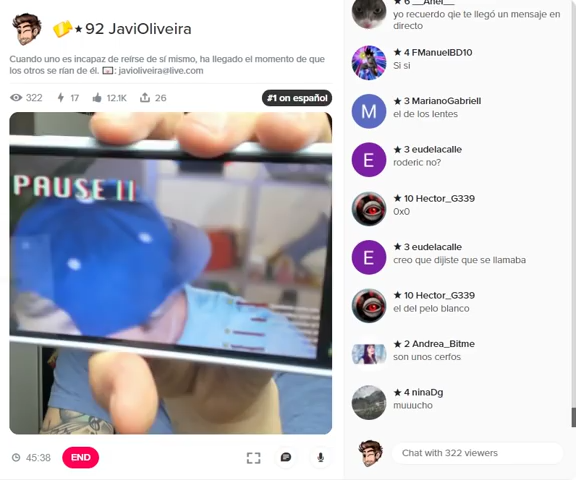 ★ 92 JaviOliveira
Cuando uno es incapaz de reírse de sí mismo, ha llegado el momento de que
los otros se rían de él. 📧: javioliveira@live.com
322 17 12.1K 26 #1 on español
PAUSE II
45:38 END
★ 6 __Ariel__
yo recuerdo qie te llegó un mensaje en
directo
★ 4 FManuelBD10
Si si
M ★ 3 MarianoGabriell
el de los lentes
E ★ 3 eudelacalle
roderic no?
★ 10 Hector_G339
0x0
E ★ 3 eudelacalle
creo que dijiste que se llamaba
★ 10 Hector_G339
el del pelo blanco
★ 2 Andrea_Bitme
son unos cerfos
★ 4 ninaDg
muuucho
Chat with 322 viewers